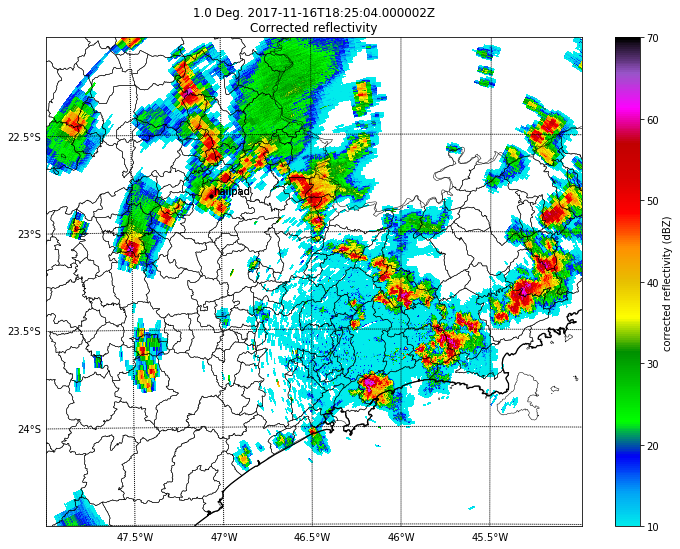 1.0 Deg. 2017-11-16T18:25:04.000002Z
Corrected reflectivity
22.5°S
23°S
23.5°S
24°S
47.5°W
47°W
46.5°W
46°W
45.5°W
70
60
50
40
30
20
10
corrected reflectivity (dBZ)